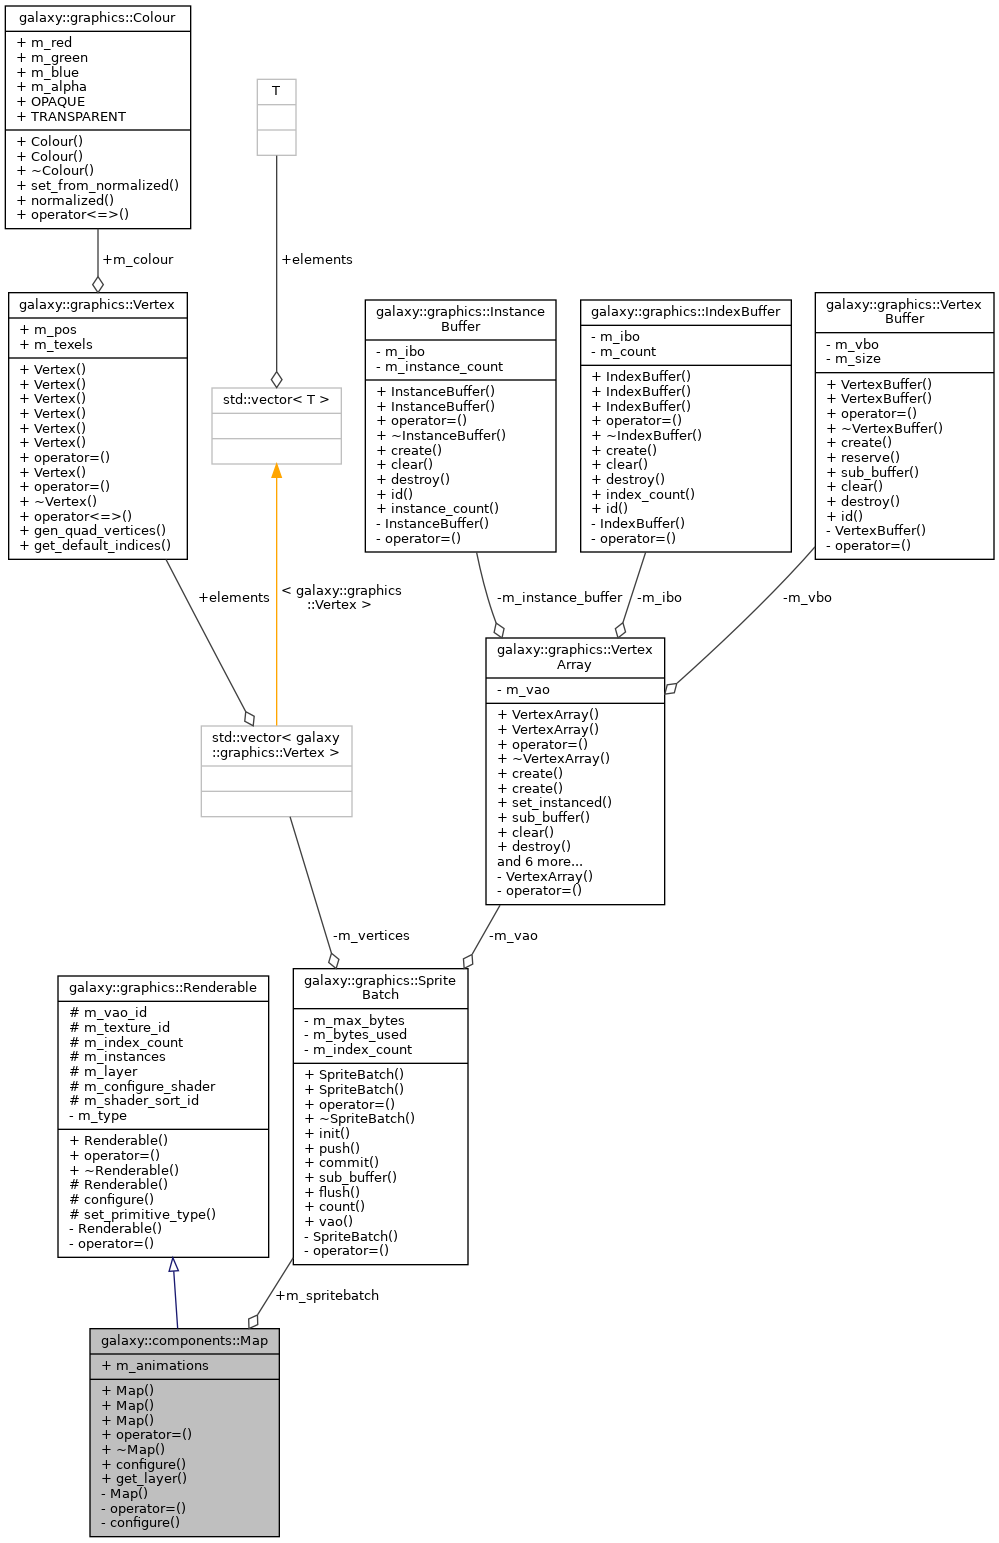 galaxy::graphics::Colour
+ m_red
+ m_green
+ m_blue
+ m_alpha
+ OPAQUE
+ TRANSPARENT
+ Colour()
+ Colour()
+ ~Colour()
+ set_from_normalized()
+ normalized()
+ operator<=>()
T
+m_colour
+elements
galaxy::graphics::Vertex
+ m_pos
+ m_texels
+ Vertex()
+ Vertex()
+ Vertex()
+ Vertex()
+ Vertex()
+ Vertex()
+ operator=()
+ Vertex()
+ operator=()
+ ~Vertex()
+ operator<=>()
+ gen_quad_vertices()
+ get_default_indices()
std::vector< T >
galaxy::graphics::Instance
Buffer
- m_ibo
- m_instance_count
+ InstanceBuffer()
+ InstanceBuffer()
+ operator=()
+ ~InstanceBuffer()
+ create()
+ clear()
+ destroy()
+ id()
+ instance_count()
- InstanceBuffer()
- operator=()
galaxy::graphics::IndexBuffer
- m_ibo
- m_count
+ IndexBuffer()
+ IndexBuffer()
+ IndexBuffer()
+ operator=()
+ ~IndexBuffer()
+ create()
+ clear()
+ destroy()
+ index_count()
+ id()
- IndexBuffer()
- operator=()
galaxy::graphics::Vertex
Buffer
- m_vbo
- m_size
+ VertexBuffer()
+ VertexBuffer()
+ operator=()
+ ~VertexBuffer()
+ create()
+ reserve()
+ sub_buffer()
+ clear()
+ destroy()
+ id()
- VertexBuffer()
- operator=()
+elements
< galaxy::graphics
::Vertex >
-m_instance_buffer
-m_ibo
-m_vbo
std::vector< galaxy
::graphics::Vertex >
galaxy::graphics::Vertex
Array
- m_vao
+ VertexArray()
+ VertexArray()
+ operator=()
+ ~VertexArray()
+ create()
+ create()
+ set_instanced()
+ sub_buffer()
+ clear()
+ destroy()
and 6 more...
- VertexArray()
- operator=()
-m_vertices
-m_vao
galaxy::graphics::Renderable
# m_vao_id
# m_texture_id
# m_index_count
# m_instances
# m_layer
# m_configure_shader
# m_shader_sort_id
- m_type
+ Renderable()
+ operator=()
+ ~Renderable()
# Renderable()
# configure()
# set_primitive_type()
- Renderable()
- operator=()
galaxy::graphics::Sprite
Batch
- m_max_bytes
- m_bytes_used
- m_index_count
+ SpriteBatch()
+ SpriteBatch()
+ operator=()
+ ~SpriteBatch()
+ init()
+ push()
+ commit()
+ sub_buffer()
+ flush()
+ count()
+ vao()
- SpriteBatch()
- operator=()
+m_spritebatch
galaxy::components::Map
+ m_animations
+ Map()
+ Map()
+ Map()
+ operator=()
+ ~Map()
+ configure()
+ get_layer()
- Map()
- operator=()
- configure()